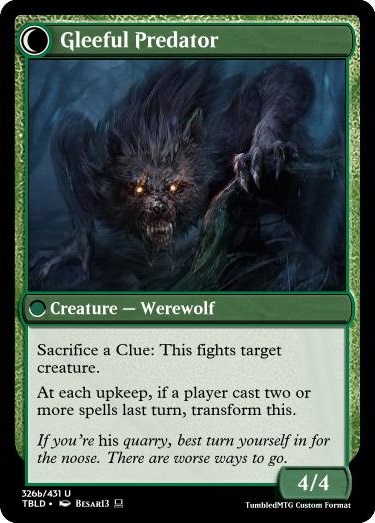 Gleeful Predator
Creature — Werewolf
Sacrifice a Clue: This fights target
creature.
At each upkeep, if a player cast two or
more spells last turn, transform this.
If you're his quarry, best turn yourself in for
the noose. There are worse ways to go.
4/4
326b/431 U
TBLD • Besari3
TumbledMTG Custom Format